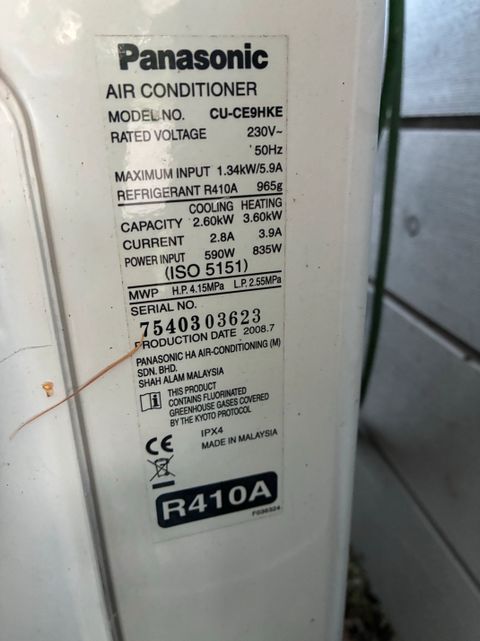 Panasonic
AIR CONDITIONER
MODEL NO. CU-CE9HKE
RATED VOLTAGE 230V~
50Hz
MAXIMUM INPUT 1.34kW/5.9A
REFRIGERANT R410A 965g
COOLING HEATING
CAPACITY 2.60kW 3.60kW
CURRENT 2.8A 3.9A
POWER INPUT 590W 835W
(ISO 5151)
MWP H.P. 4.15MPa L.P. 2.55MPa
SERIAL NO.
7540303623
PRODUCTION DATE 2008.7
PANASONIC HA AIR-CONDITIONING (M)
SDN. BHD.
SHAH ALAM MALAYSIA
THIS PRODUCT
CONTAINS FLUORINATED
GREENHOUSE GASES COVERED
BY THE KYOTO PROTOCOL
IPX4
CE MADE IN MALAYSIA
R410A
F036324